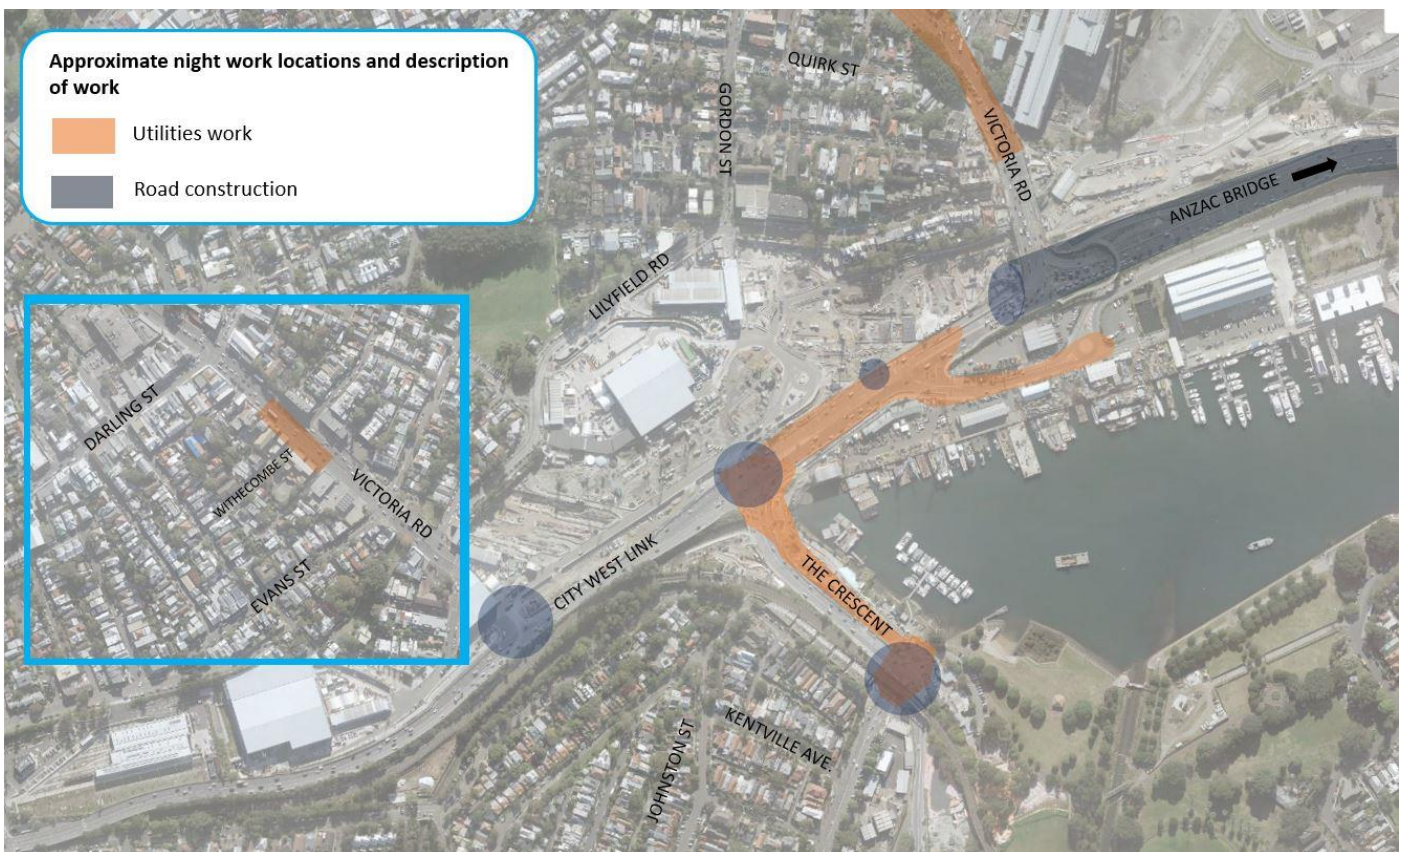 Approximate night work locations and description
of work
Utilities work
Road construction
QUIRK ST
GORDON ST
VICTORIA RD
ANZAC BRIDGE
LILYFIELD RD
DARLING ST
WITHECOMBE ST
VICTORIA RD
EVANS ST
CITY WEST LINK
THE CRESCENT
KENTVILLE AVE.
JOHNSTON ST